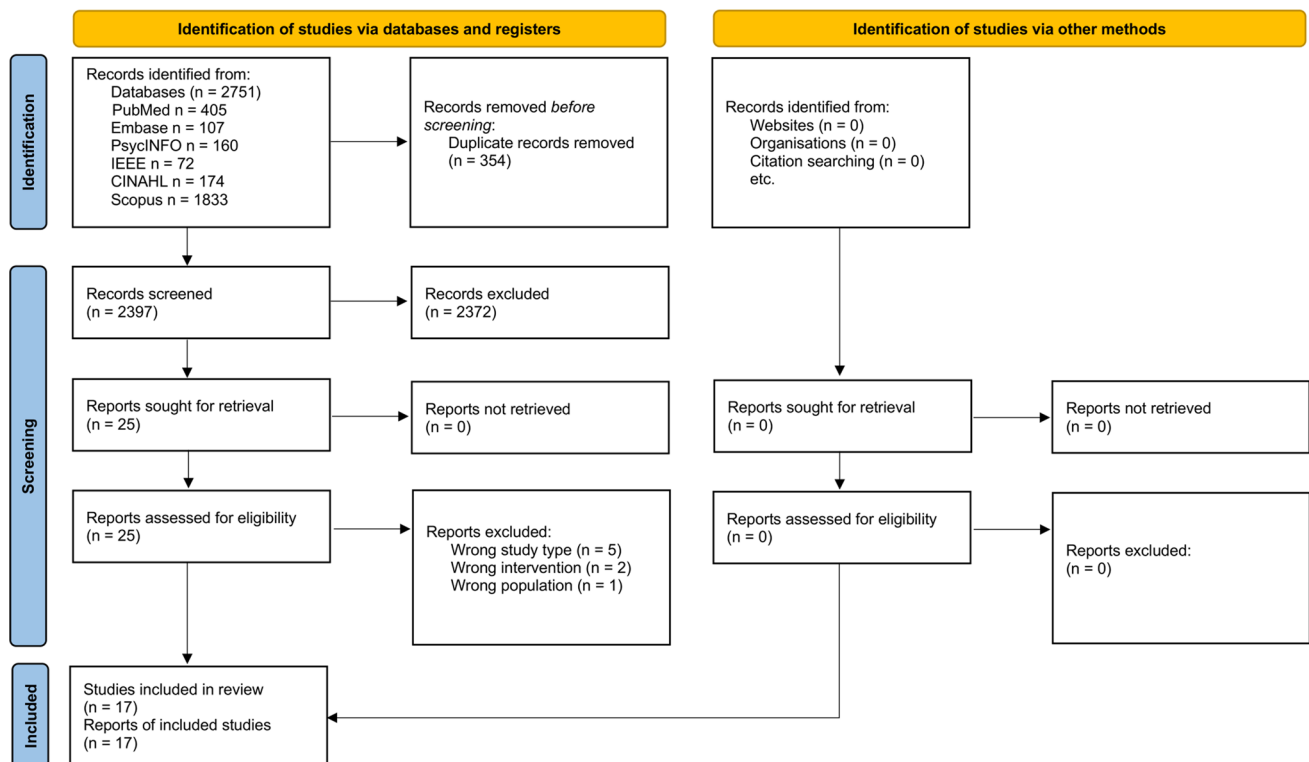 Identification of studies via databases and registers
Identification of studies via other methods
Identification
Records identified from:
Databases (n = 2751)
PubMed n = 405
Embase n = 107
PsycINFO n = 160
IEEE n = 72
CINAHL n = 174
Scopus n = 1833
Records removed before
screening:
Duplicate records removed
(n = 354)
Records identified from:
Websites (n = 0)
Organisations (n = 0)
Citation searching (n = 0)
etc.
Screening
Records screened
(n = 2397)
Records excluded
(n = 2372)
Reports sought for retrieval
(n = 25)
Reports not retrieved
(n = 0)
Reports sought for retrieval
(n = 0)
Reports not retrieved
(n = 0)
Reports assessed for eligibility
(n = 25)
Reports excluded:
Wrong study type (n = 5)
Wrong intervention (n = 2)
Wrong population (n = 1)
Reports assessed for eligibility
(n = 0)
Reports excluded:
(n = 0)
Included
Studies included in review
(n = 17)
Reports of included studies
(n = 17)